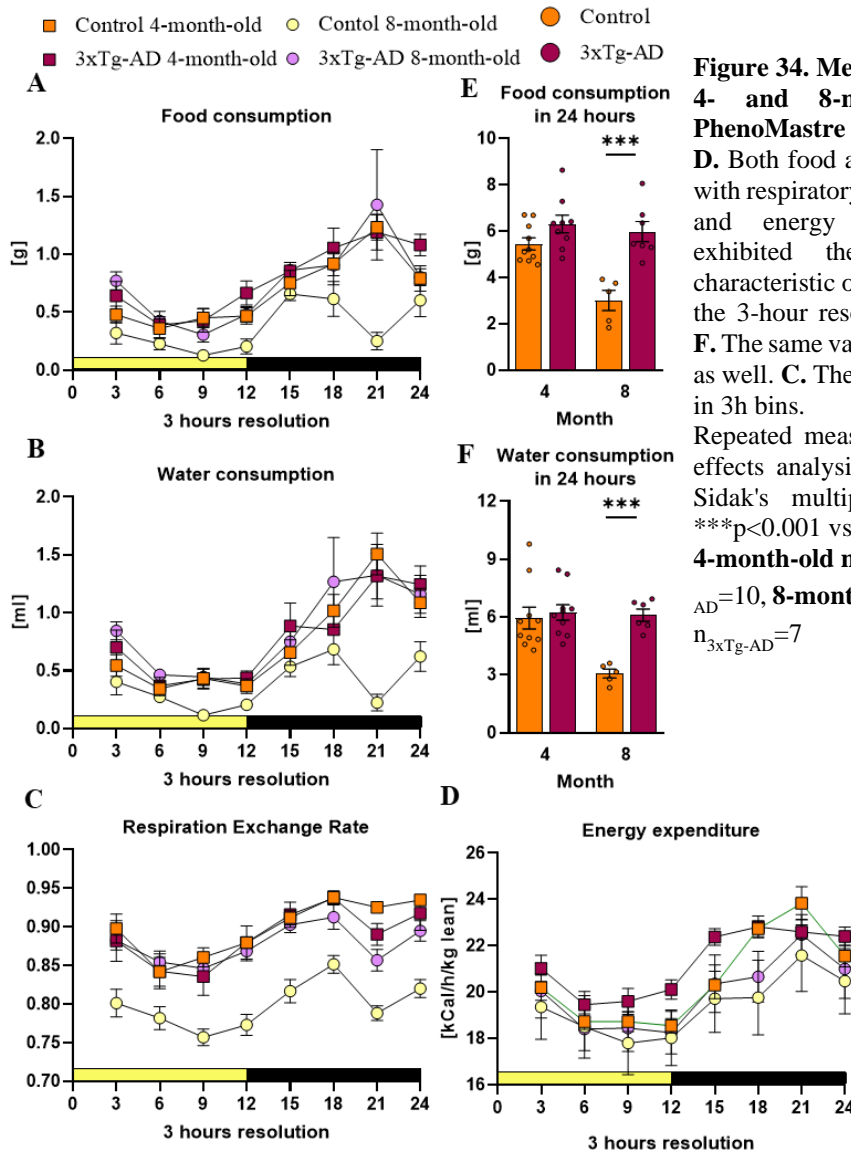 Control 4-month-old
Contol 8-month-old
Control
3xTg-AD 4-month-old
3xTg-AD 8-month-old
3xTg-AD
A
Food consumption
2.0
1.5
1.0
0.5
0.0
[g]
0 3 6 9 12 15 18 21 24
3 hours resolution
E
Food consumption
in 24 hours
***
10
8
6
4
2
0
[g]
4 8
Month
B
Water consumption
2.0
1.5
1.0
0.5
0.0
[ml]
0 3 6 9 12 15 18 21 24
3 hours resolution
F
Water consumption
in 24 hours
***
12
9
6
3
0
[ml]
4 8
Month
C
Respiration Exchange Rate
1.00
0.95
0.90
0.85
0.80
0.75
0.70
0 3 6 9 12 15 18 21 24
3 hours resolution
D
Energy expenditure
26
24
22
20
18
16
[kCal/h/kg lean]
0 3 6 9 12 15 18 21 24
3 hours resolution
Figure 34. Me
4- and 8-m
PhenoMastre
D. Both food a
with respiratory
and energy
exhibited the
characteristic o
the 3-hour reso
F. The same va
as well. C. The
in 3h bins.
Repeated meas
effects analysi
Sidak's multip
***p<0.001 vs
4-month-old n
AD=10, 8-month
n3xTg-AD=7